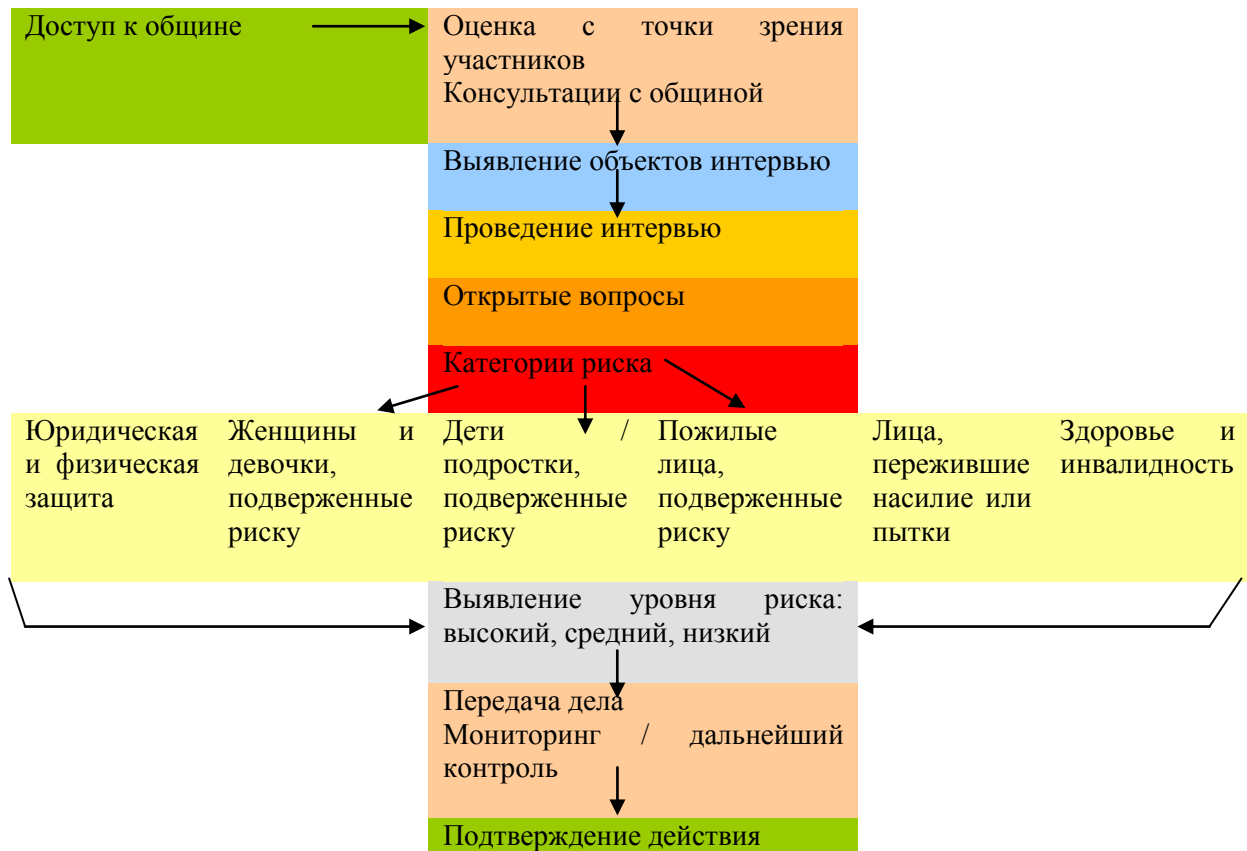 Доступ к общине
Оценка с точки зрения
участников
Консультации с общиной
Выявление объектов интервью
Проведение интервью
Открытые вопросы
Категории риска
Юридическая
и физическая
защита
Женщины и
девочки,
подверженные
риску
Дети /
подростки,
подверженные
риску
Пожилые
лица,
подверженные
риску
Лица,
пережившие
насилие или
пытки
Здоровье и
инвалидность
Выявление уровня риска:
высокий, средний, низкий
Передача дела
Мониторинг / дальнейший
контроль
Подтверждение действия